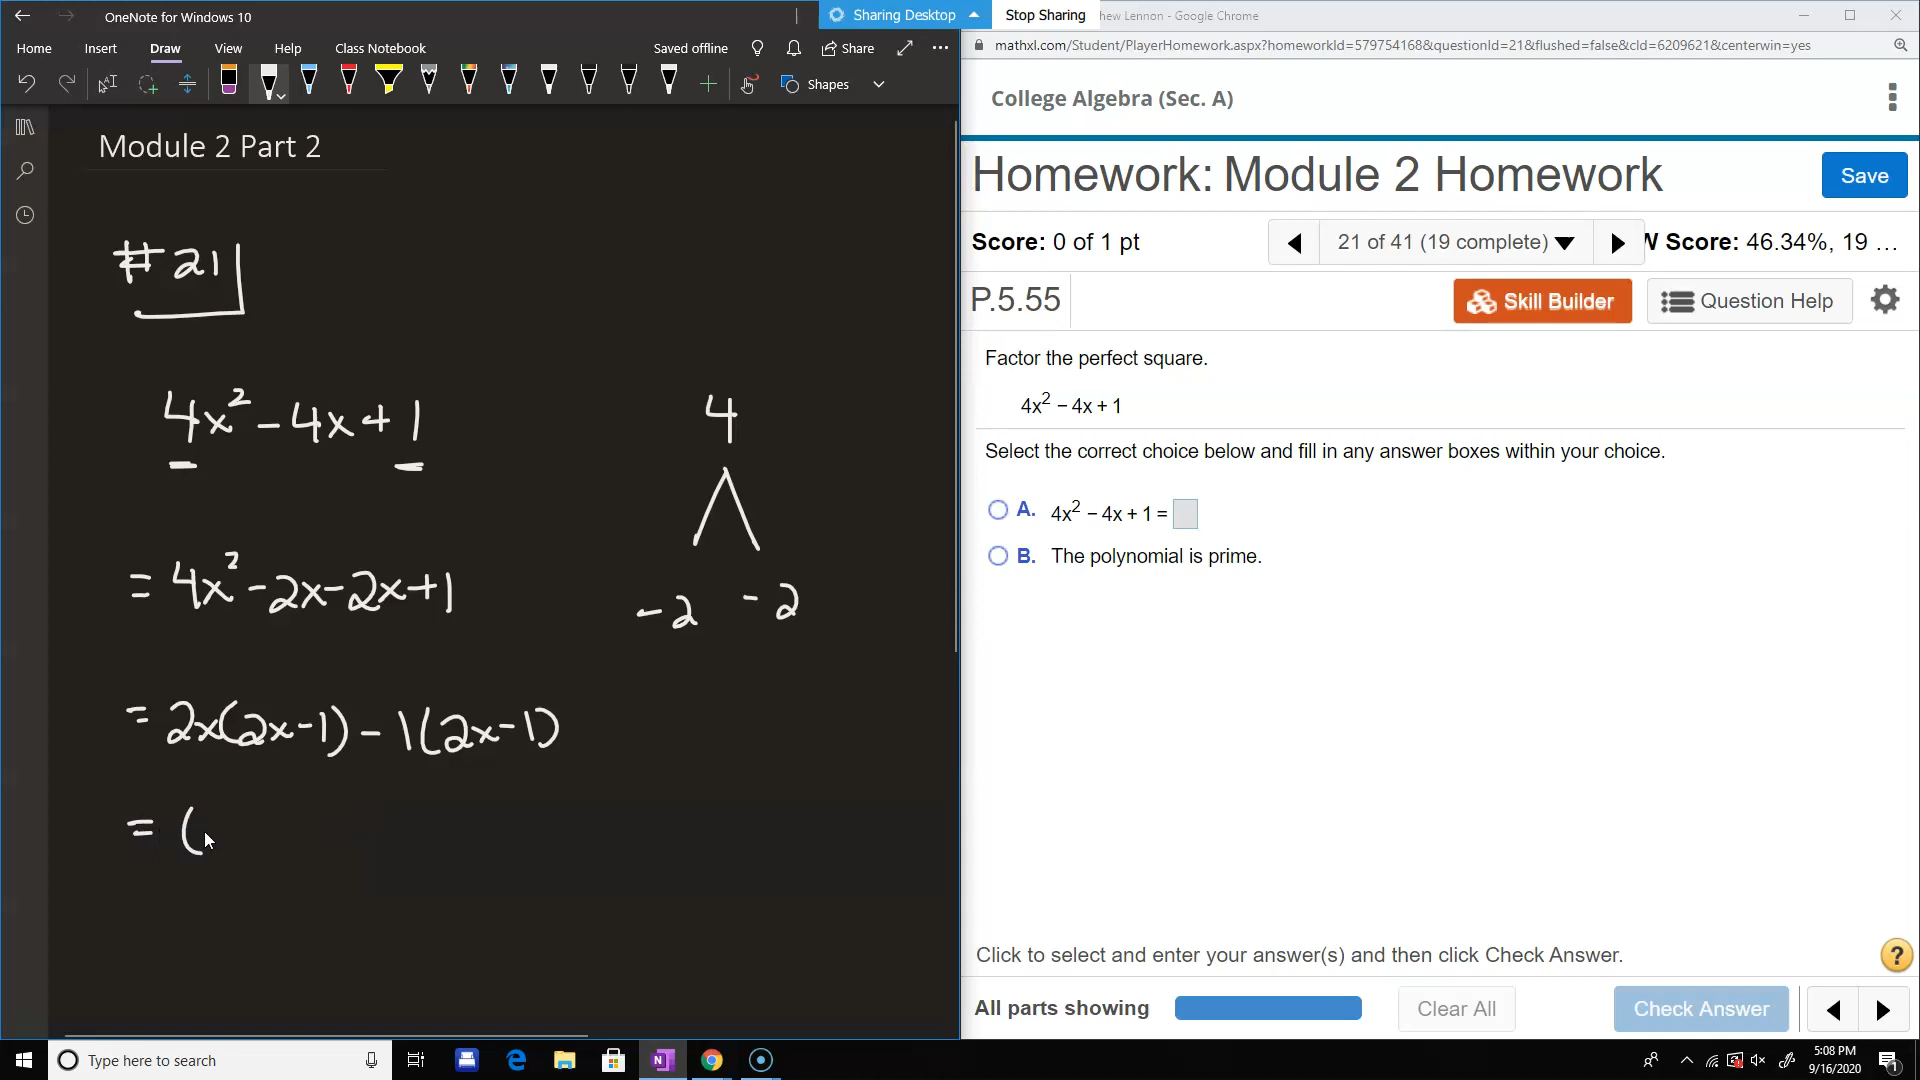 OneNote for Windows 10
Sharing Desktop
Stop Sharing
hew Lennon - Google Chrome
Home Insert Draw View Help Class Notebook Saved offline Share
mathxl.com/Student/PlayerHomework.aspx?homeworkId=579754168&questionId=21&flushed=false&cId=6209621&centerwin=yes
Shapes
Module 2 Part 2
#21
4x² - 4x + 1
4
= 4x² - 2x - 2x + 1
-2 -2
= 2x(2x-1) - 1(2x-1)
= (
College Algebra (Sec. A)
Homework: Module 2 Homework
Save
Score: 0 of 1 pt
21 of 41 (19 complete)
W Score: 46.34%, 19 ...
P.5.55
Skill Builder
Question Help
Factor the perfect square.
4x² − 4x + 1
Select the correct choice below and fill in any answer boxes within your choice.
A. 4x² − 4x + 1 =
B. The polynomial is prime.
Click to select and enter your answer(s) and then click Check Answer.
?
All parts showing
Clear All
Check Answer
Type here to search
N
5:08 PM
9/16/2020
1